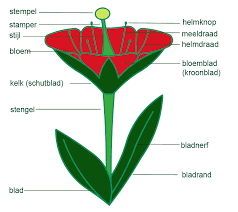 stempel
stamper
stijl
bloem
kelk (schutblad)
stengel
blad
helmknop
meeldraad
helmdraad
bloemblad
(kroonblad)
bladnerf
bladrand